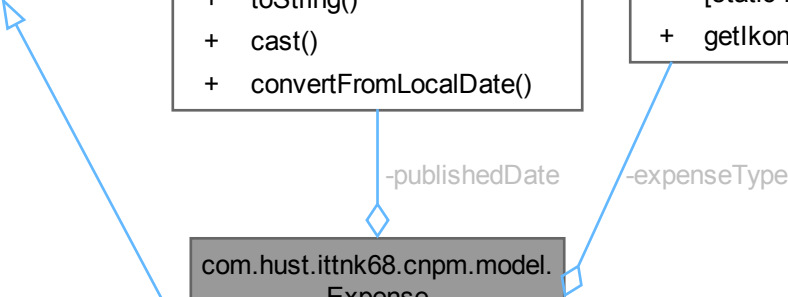 + toString()
+ cast()
+ convertFromLocalDate()
+ getIkon
-publishedDate
-expenseType
com.hust.ittnk68.cnpm.model.
Expense